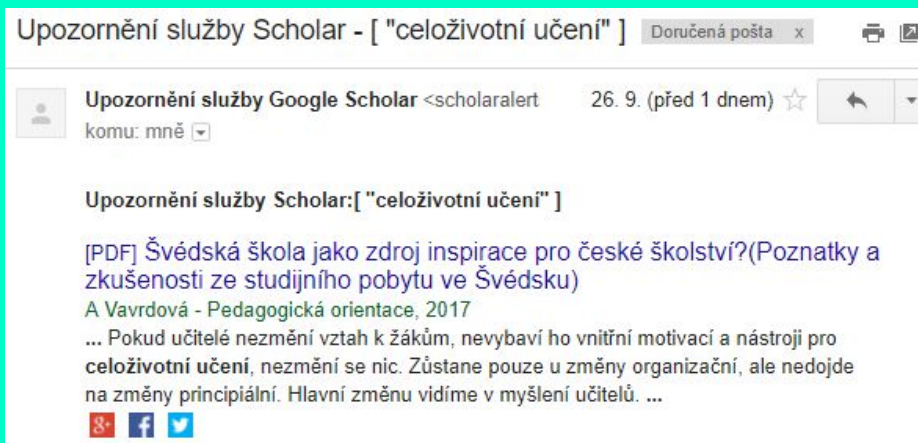 Upozornění služby Scholar - [ "celoživotní učení" ] Doručená pošta x
Upozornění služby Google Scholar <scholaralert 26. 9. (před 1 dnem)
komu: mně
Upozornění služby Scholar:[ "celoživotní učení" ]
[PDF] Švédská škola jako zdroj inspirace pro české školství?(Poznatky a
zkušenosti ze studijního pobytu ve Švédsku)
A Vavrdová - Pedagogická orientace, 2017
... Pokud učitelé nezmění vztah k žákům, nevybaví ho vnitřní motivací a nástroji pro
celoživotní učení, nezmění se nic. Zůstane pouze u změny organizační, ale nedojde
na změny principiální. Hlavní změnu vidíme v myšlení učitelů. ...